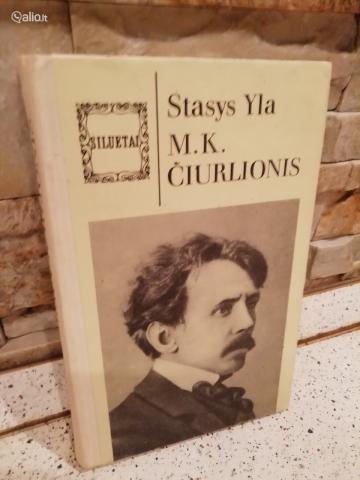 alio.lt
SILUETAI
Stasys Yla
M.K.
ČIURLIONIS